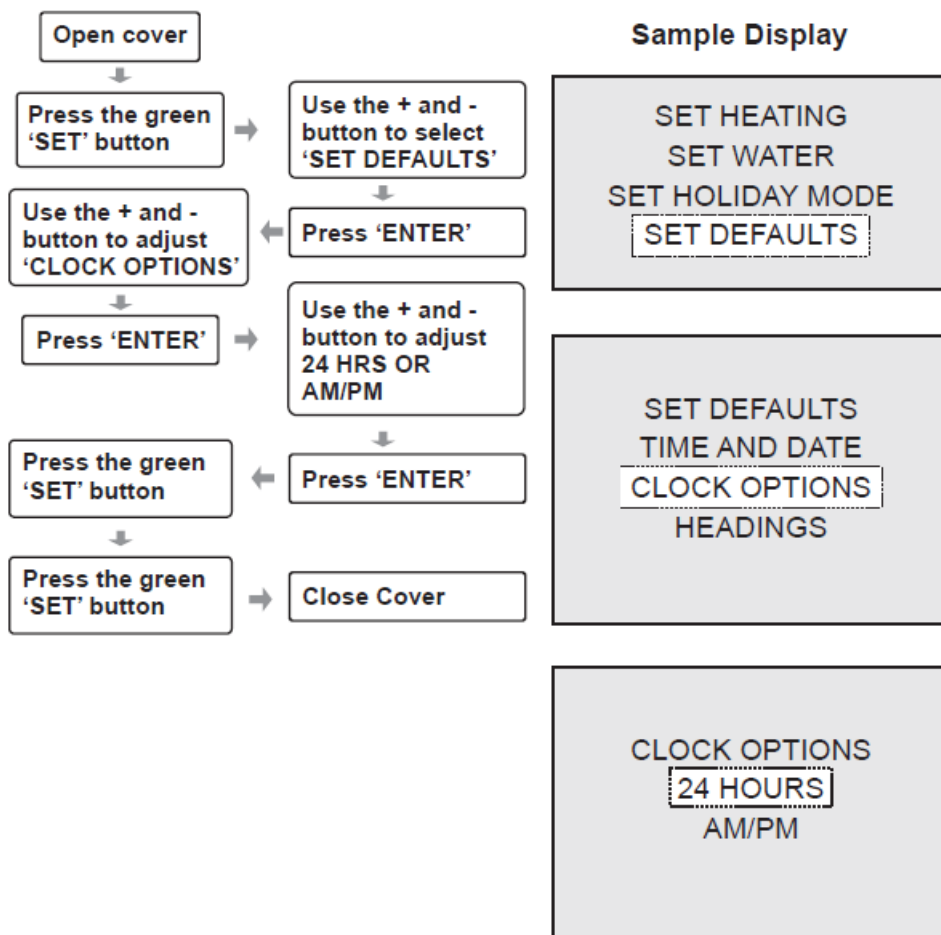 Open cover
Press the green
‘SET’ button
Use the + and -
button to select
‘SET DEFAULTS’
Press ‘ENTER’
Use the + and -
button to adjust
‘CLOCK OPTIONS’
Press ‘ENTER’
Use the + and -
button to adjust
24 HRS OR
AM/PM
Press ‘ENTER’
Press the green
‘SET’ button
Press the green
‘SET’ button
Close Cover
Sample Display
SET HEATING
SET WATER
SET HOLIDAY MODE
SET DEFAULTS
SET DEFAULTS
TIME AND DATE
CLOCK OPTIONS
HEADINGS
CLOCK OPTIONS
24 HOURS
AM/PM